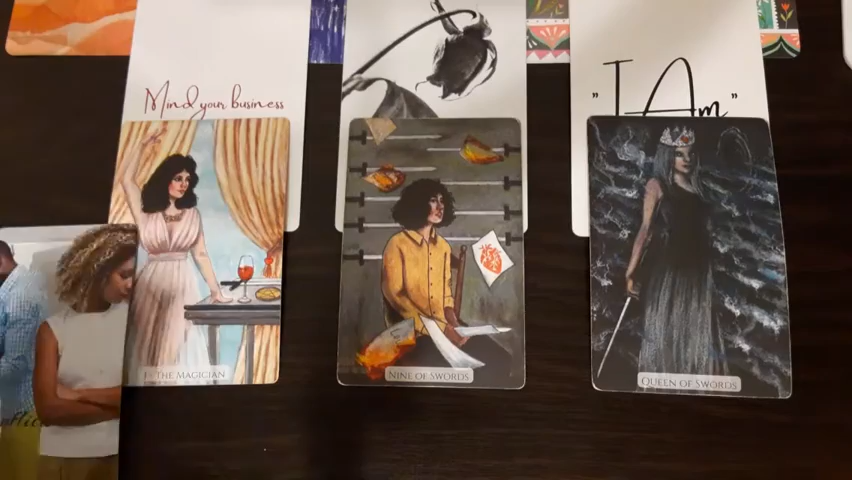 Mind your business
"I Am"
I THE MAGICIAN
NINE OF SWORDS
QUEEN OF SWORDS